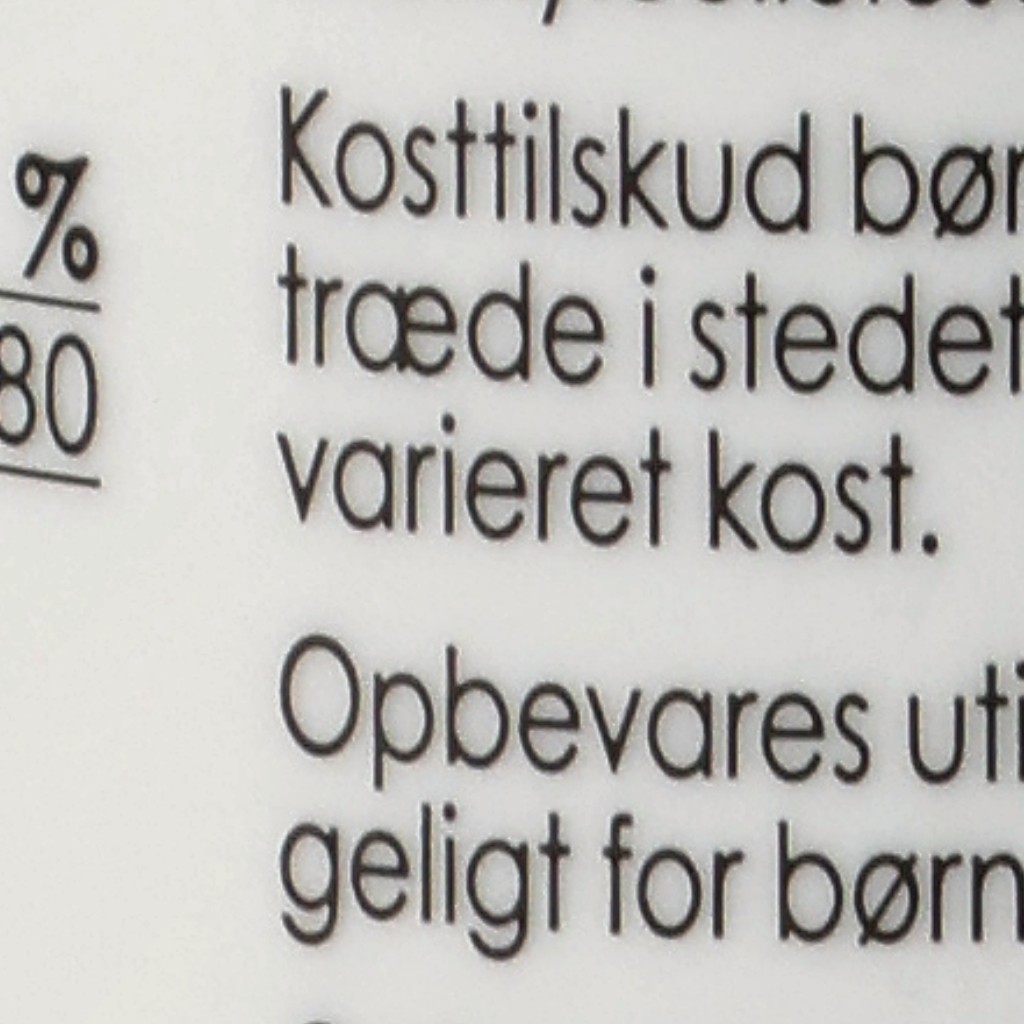 %
80
Kosttilskud bør
træde i stedet
varieret kost.
Opbevares uti
geligt for børn